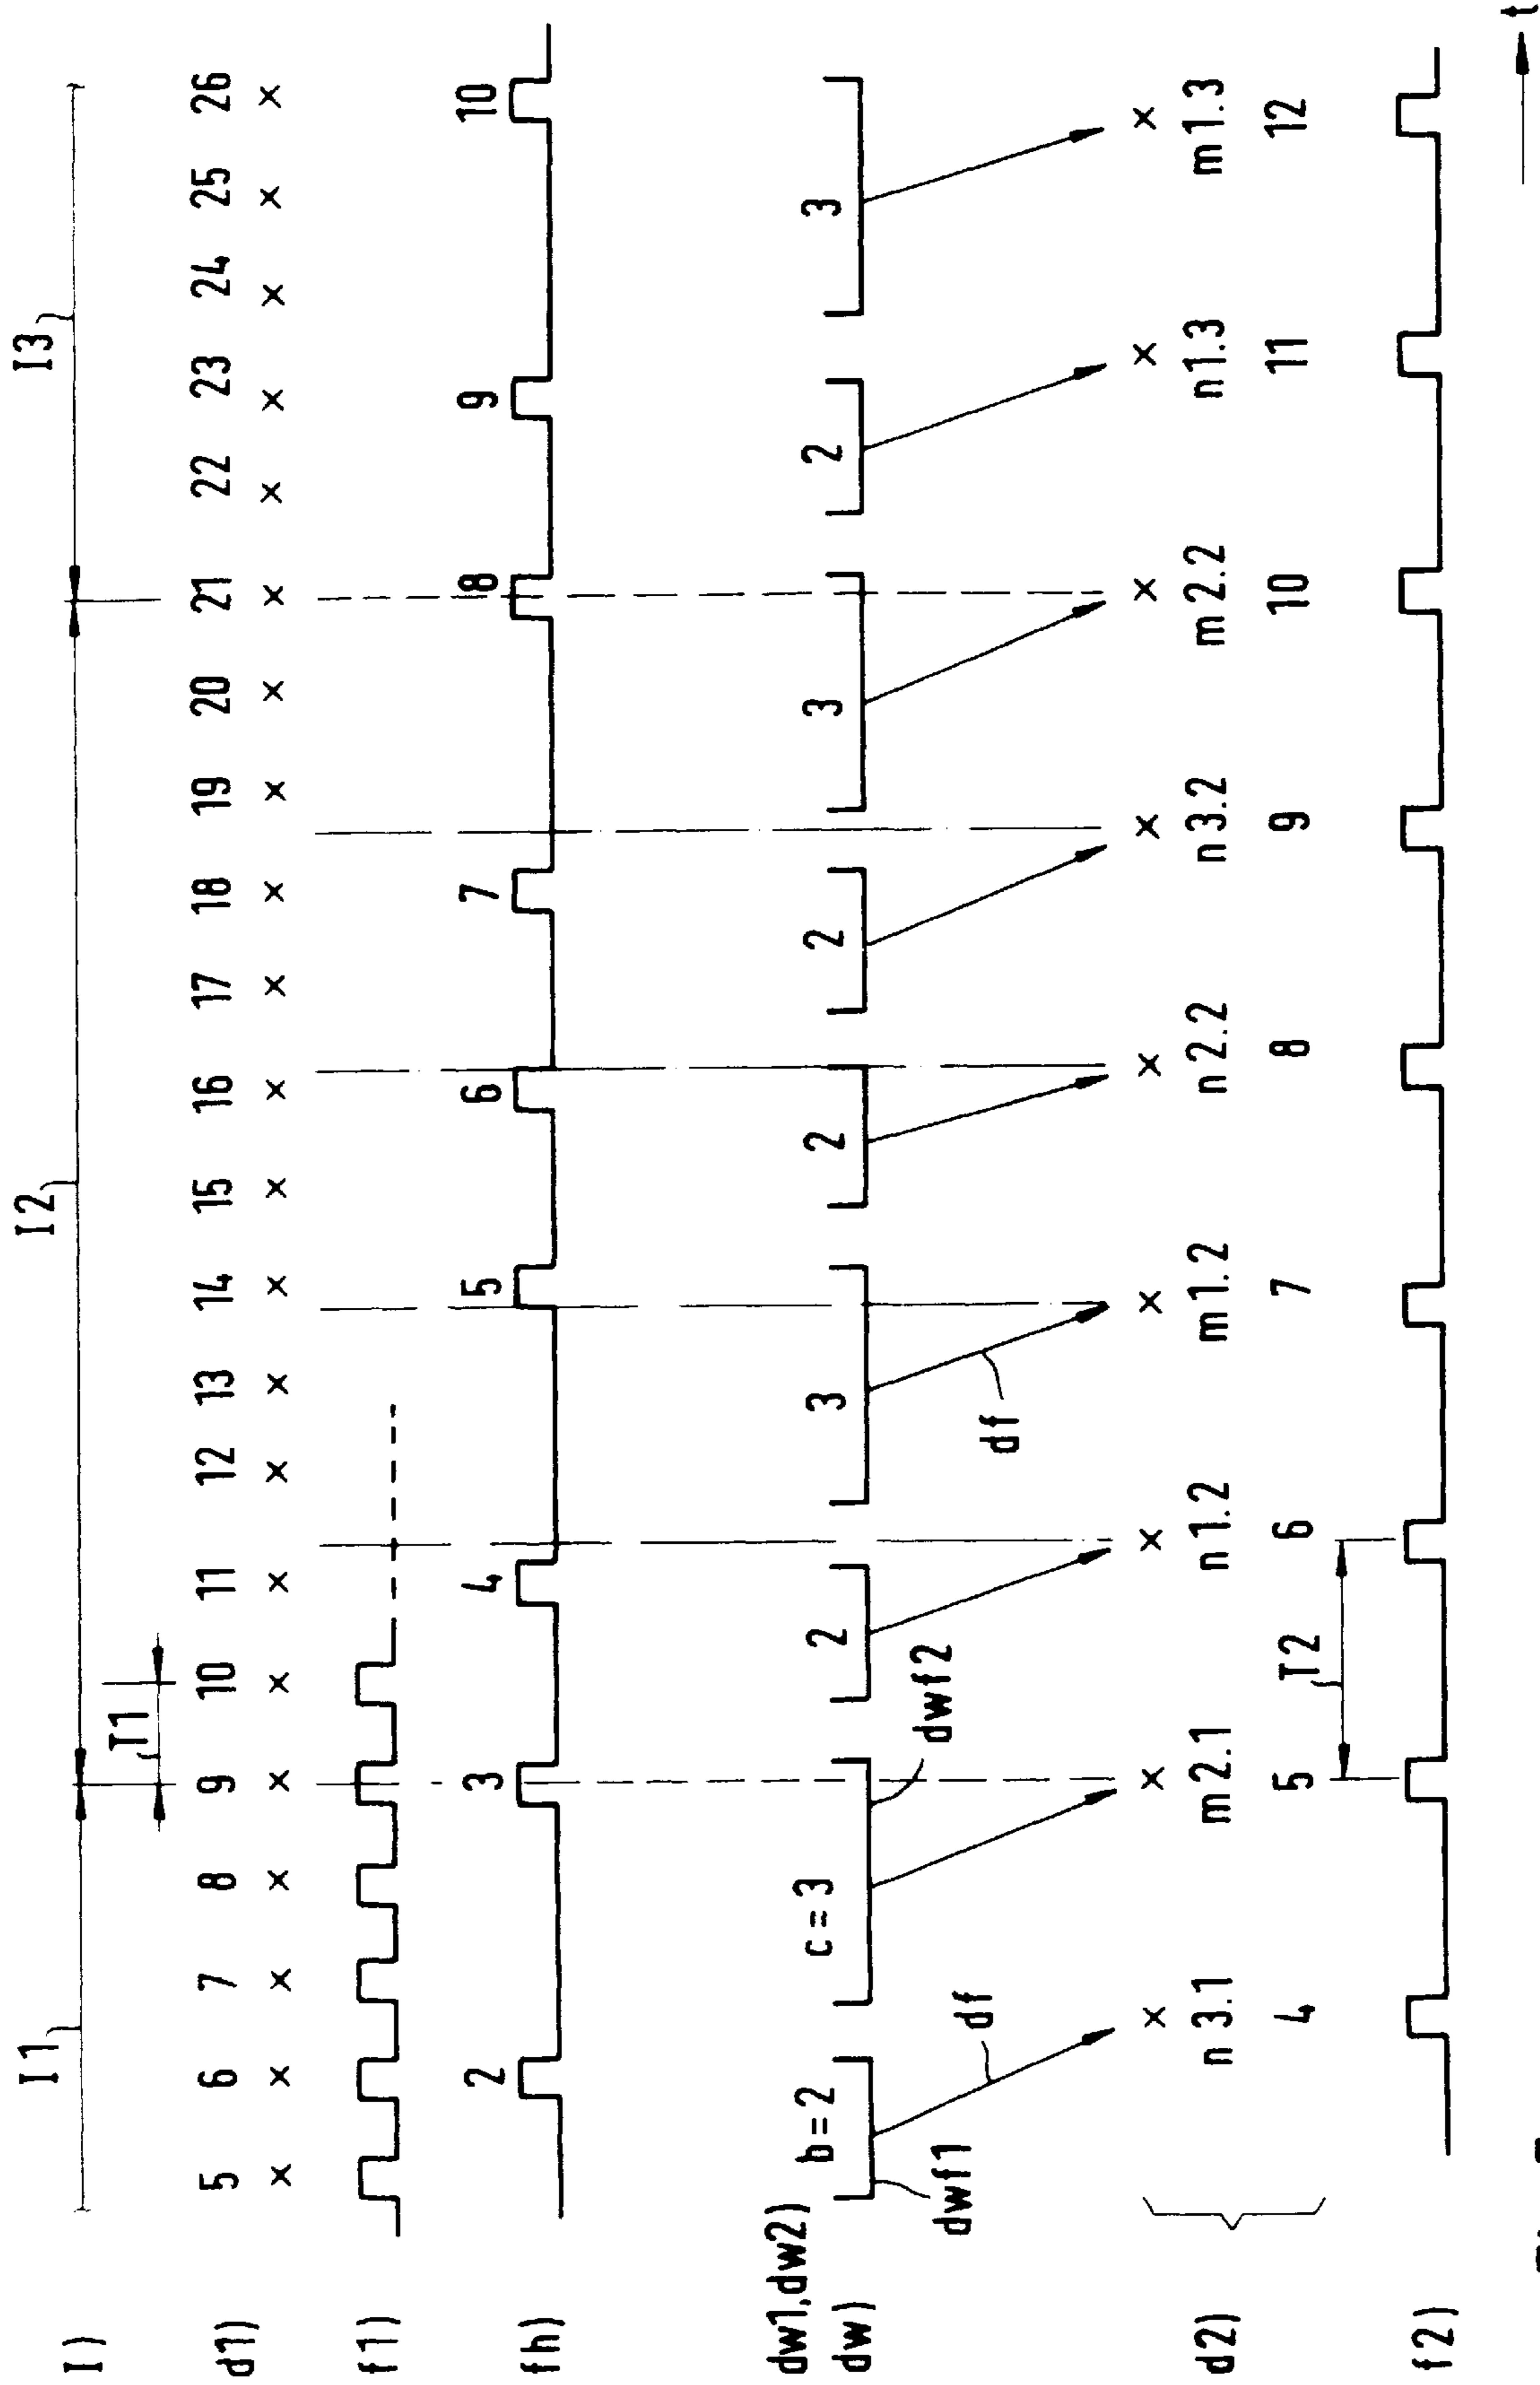 I) I1 I2 I3
T1
d1) 5 6 7 8 9 10 11 12 13 14 15 16 17 18 19 20 21 22 23 24 25 26
f1)
fh) 2 3 4 5 6 7 8 9 10
dw1,dw2)
dw) b=2 c=3 2 3 2 2 3 2 3
dwf1 df dwf2 df
d2) n3.1 m2.1 n1.2 m1.2 n2.2 n3.2 m2.2 n1.3 m1.3
4 5 6 7 8 9 10 11 12
T2
f2)
t